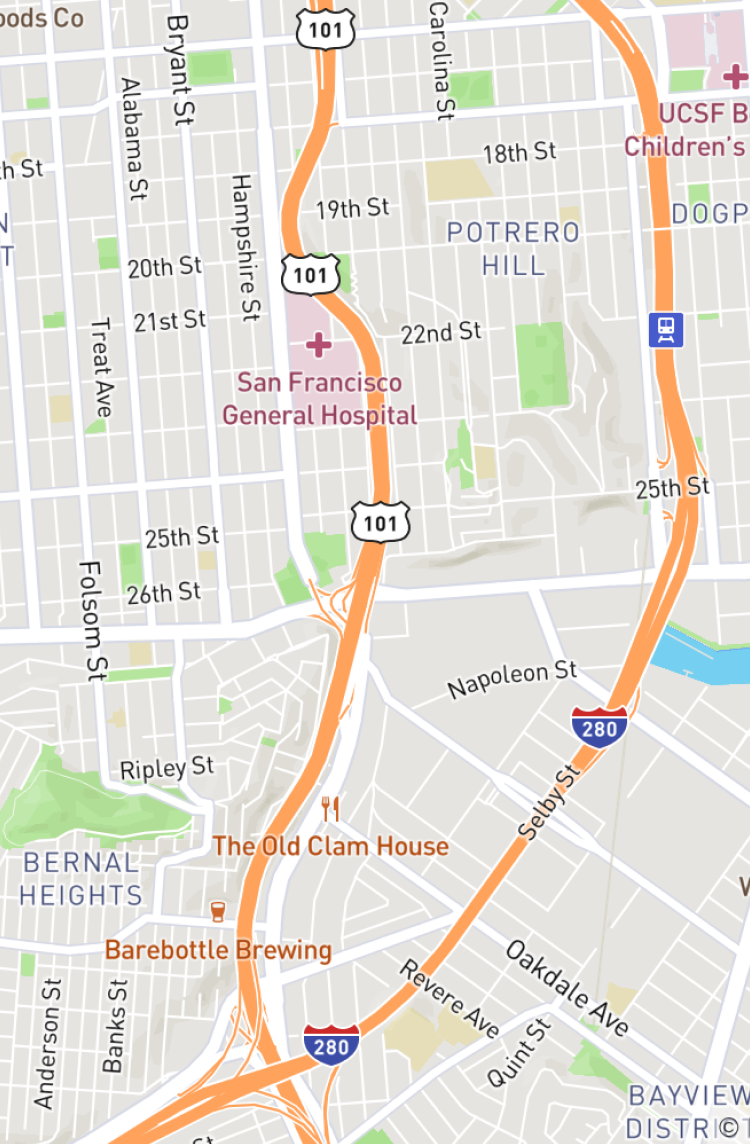 oods Co
101
Carolina St
Bryant St
Alabama St
UCSF B
Children's
18th St
h St
Hampshire St
19th St
DOGP
POTRERO
HILL
20th St
101
21st St
22nd St
Treat Ave
San Francisco
General Hospital
25th St
101
25th St
Folsom St
26th St
Napoleon St
280
Ripley St
Selby St
The Old Clam House
BERNAL
HEIGHTS
W
Barebottle Brewing
Oakdale Ave
Revere Ave
Anderson St
Banks St
280
Quint St
BAYVIEW
DISTRI
©